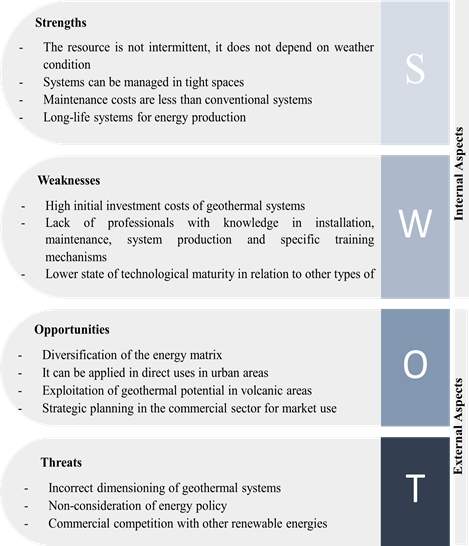 Strengths
- The resource is not intermittent, it does not depend on weather
condition
- Systems can be managed in tight spaces
- Maintenance costs are less than conventional systems
- Long-life systems for energy production
S
Weaknesses
- High initial investment costs of geothermal systems
- Lack of professionals with knowledge in installation,
maintenance, system production and specific training
mechanisms
- Lower state of technological maturity in relation to other types of
W
Internal Aspects
Opportunities
- Diversification of the energy matrix
- It can be applied in direct uses in urban areas
- Exploitation of geothermal potential in volcanic areas
- Strategic planning in the commercial sector for market use
O
Threats
- Incorrect dimensioning of geothermal systems
- Non-consideration of energy policy
- Commercial competition with other renewable energies
T
External Aspects